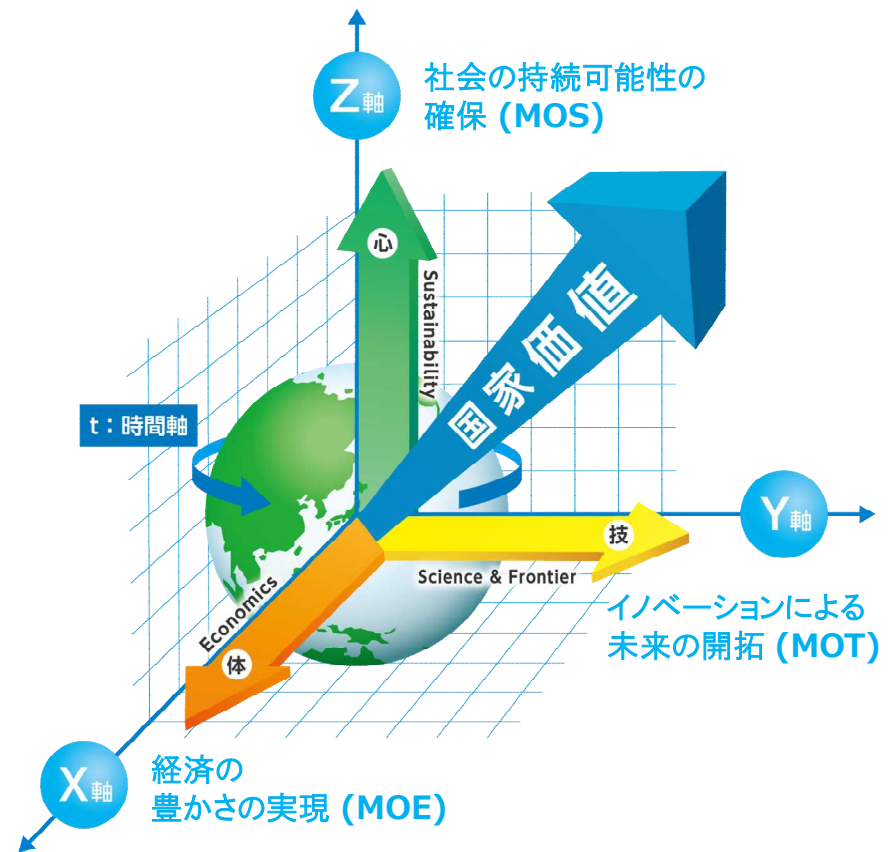 Z軸
社会の持続可能性の
確保 (MOS)
心
Sustainability
国家価値
t：時間軸
Y軸
技
Science & Frontier
イノベーションによる
未来の開拓 (MOT)
Economics
体
X軸
経済の
豊かさの実現 (MOE)